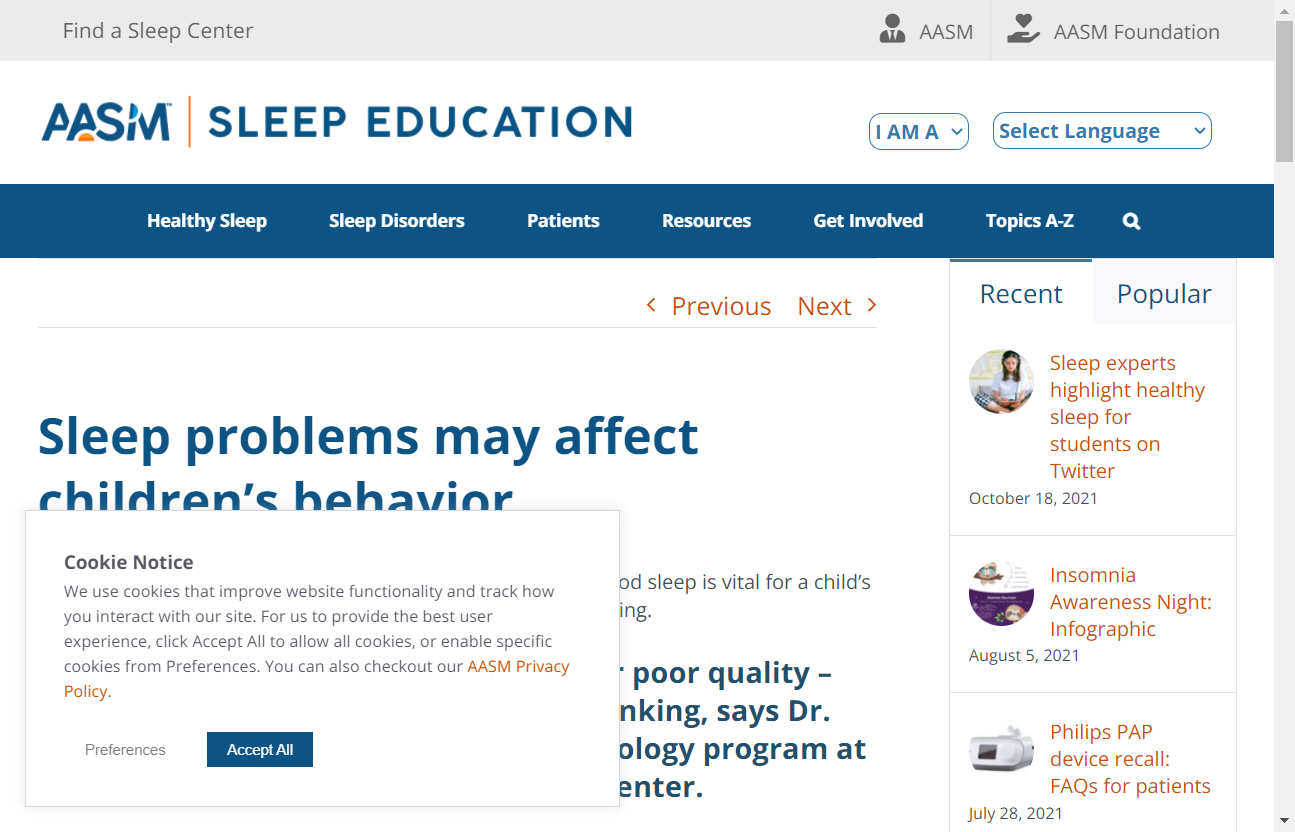 Find a Sleep Center
AASM
AASM Foundation
AASM™ | SLEEP EDUCATION
I AM A
Select Language
Healthy Sleep
Sleep Disorders
Patients
Resources
Get Involved
Topics A-Z
Previous
Next
Sleep problems may affect
children's behavior
od sleep is vital for a child's
ing.
r poor quality –
nking, says Dr.
ology program at
enter.
Cookie Notice
We use cookies that improve website functionality and track how
you interact with our site. For us to provide the best user
experience, click Accept All to allow all cookies, or enable specific
cookies from Preferences. You can also checkout our AASM Privacy
Policy.
Preferences
Accept All
Recent
Popular
Sleep experts
highlight healthy
sleep for
students on
Twitter
October 18, 2021
Insomnia
Awareness Night:
Infographic
August 5, 2021
Philips PAP
device recall:
FAQs for patients
July 28, 2021